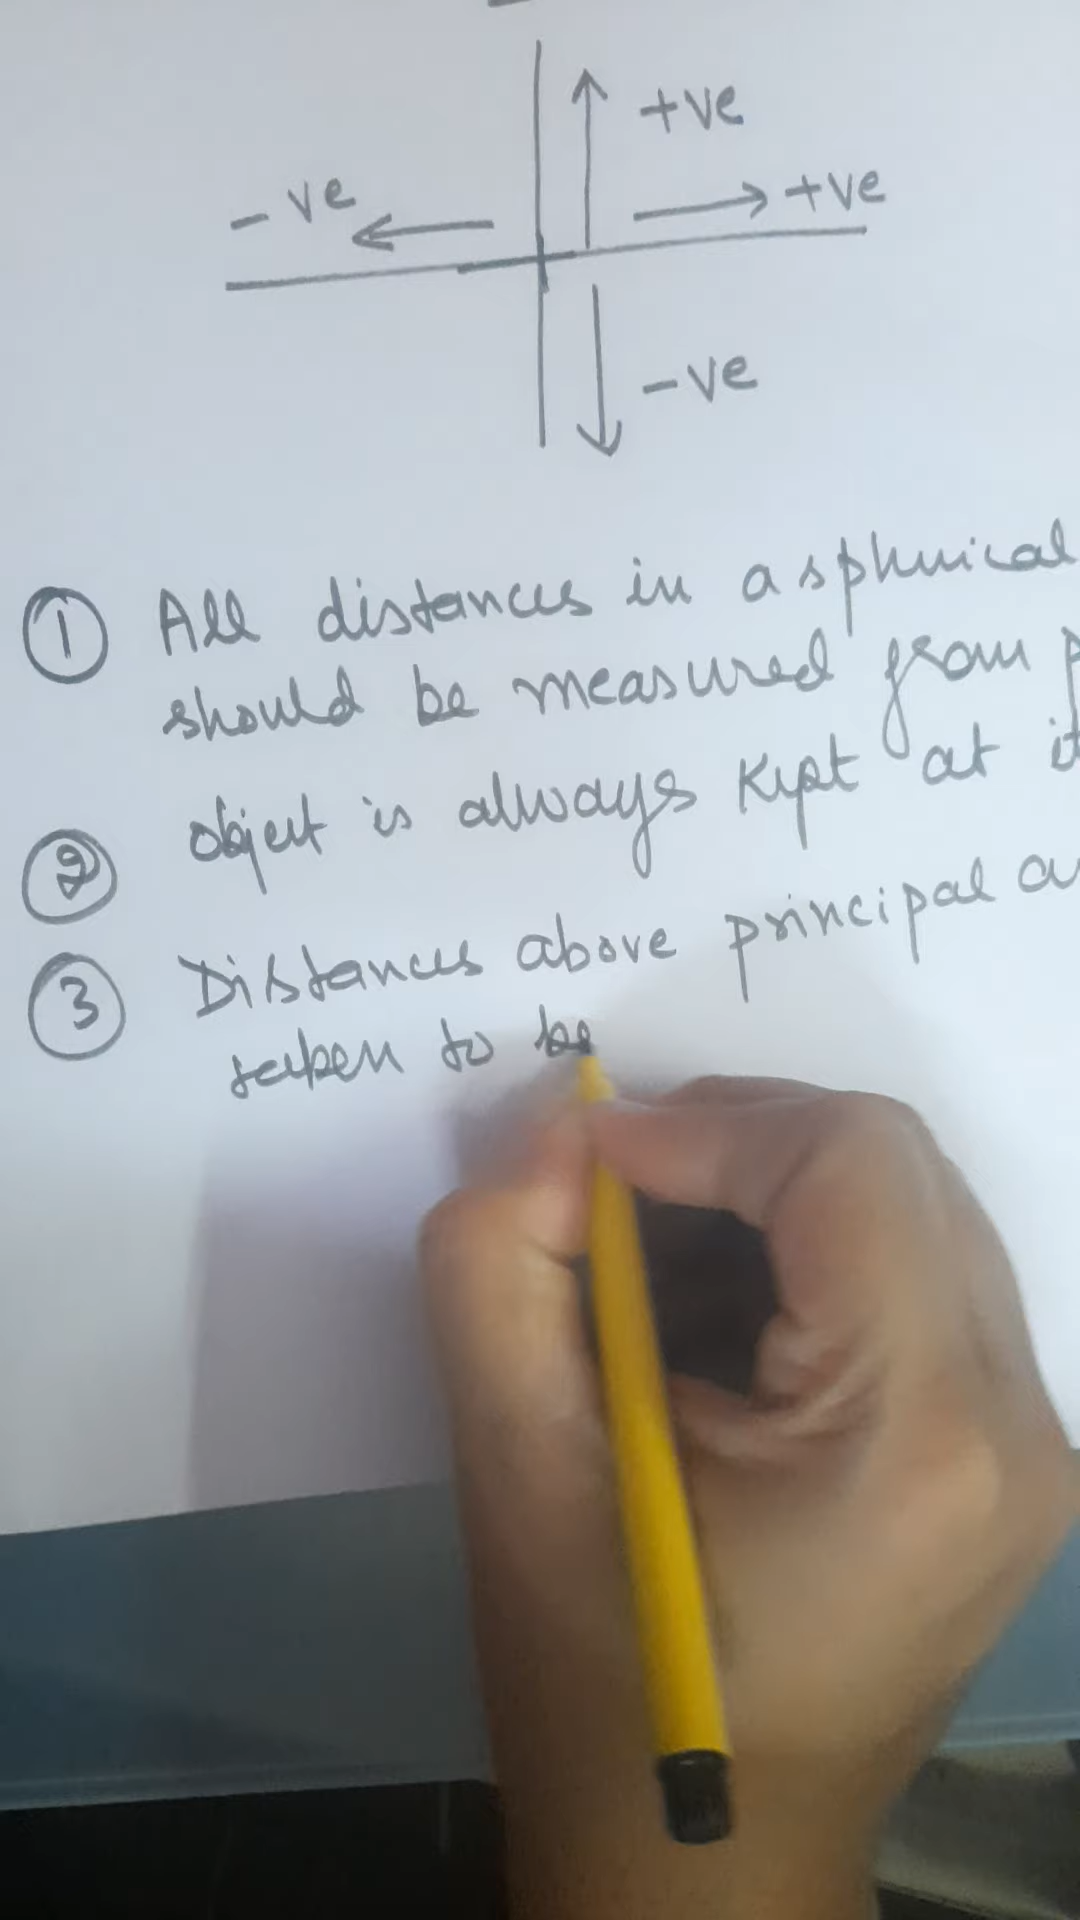 +ve
-ve
+ve
-ve
① All distances in a spherical
should be measured from
② object is always kept at
③ Distances above principal
taken to be